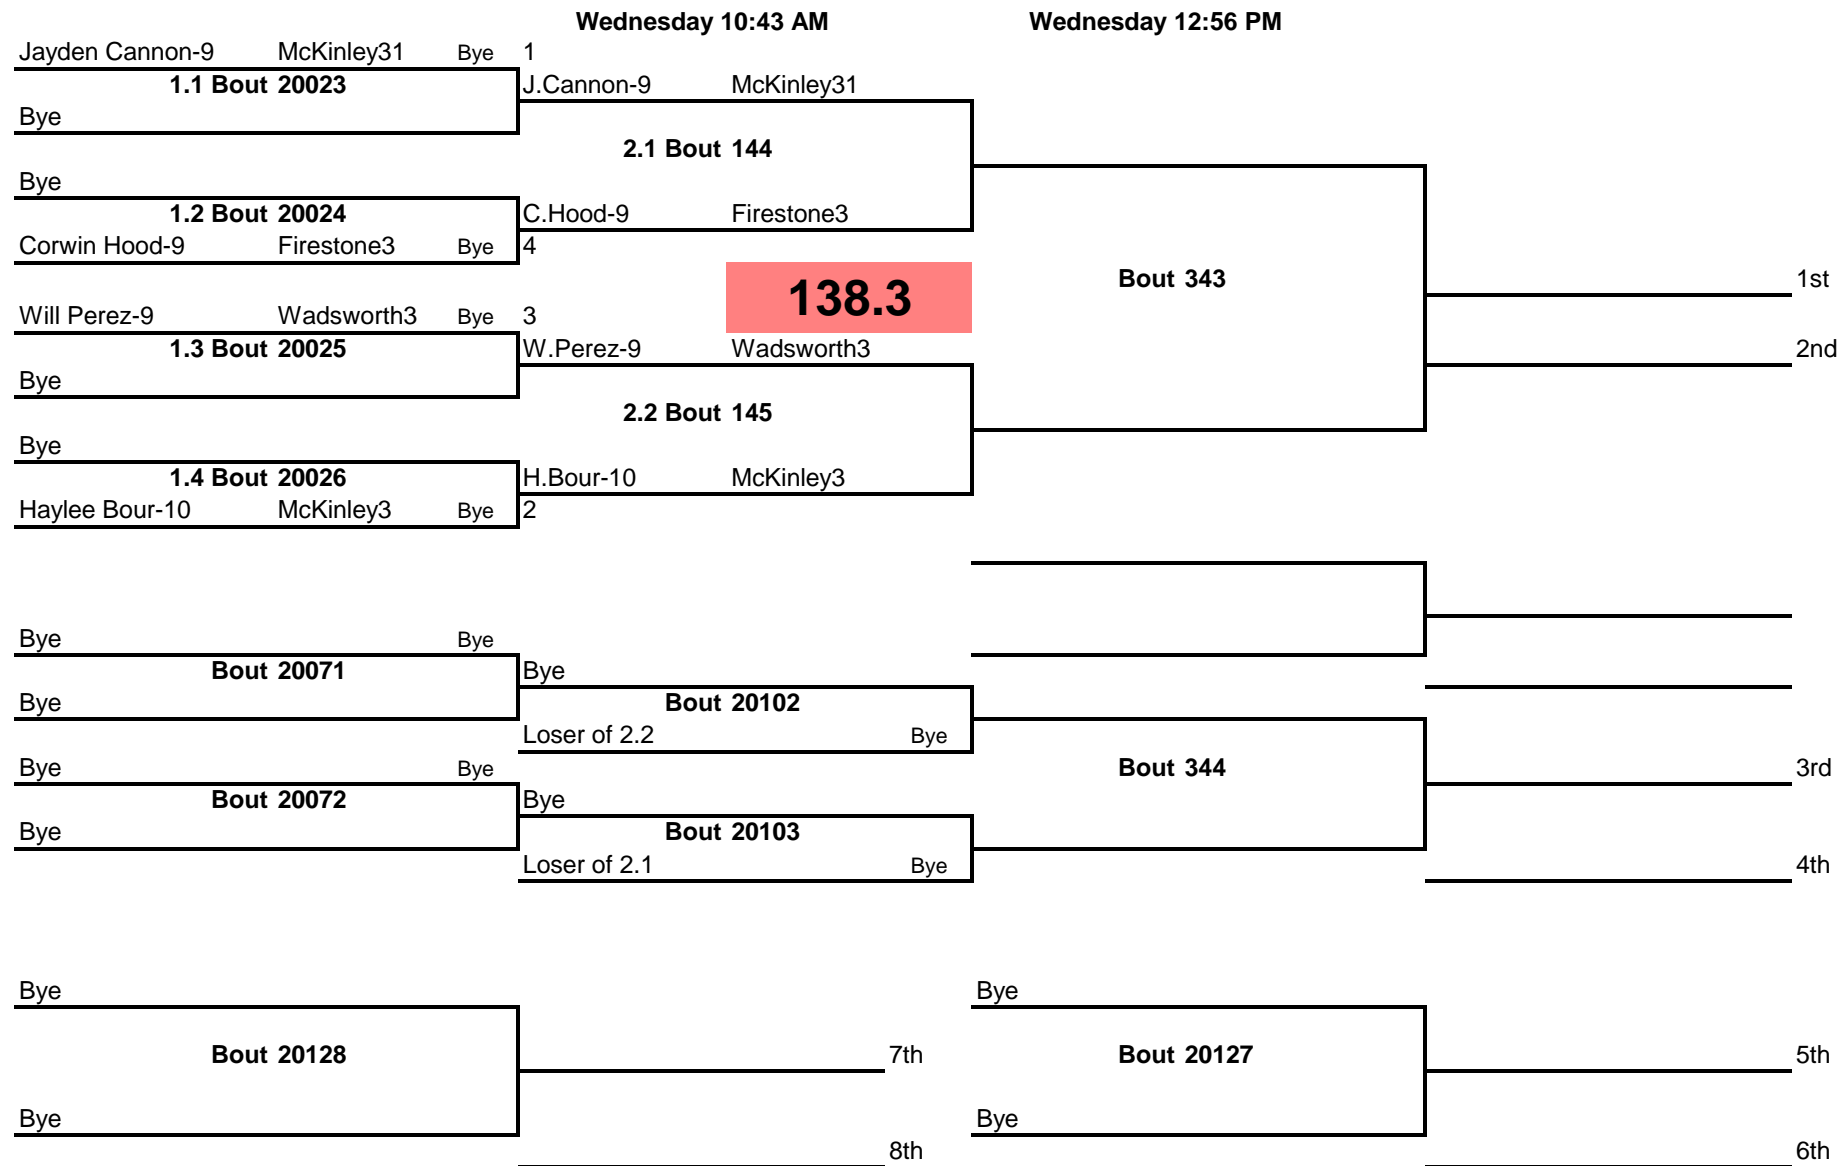 Wednesday 10:43 AM Wednesday 12:56 PM
Jayden Cannon-9 McKinley31 Bye 1
1.1 Bout 20023 J.Cannon-9 McKinley31
Bye
2.1 Bout 144
Bye
1.2 Bout 20024 C.Hood-9 Firestone3
Corwin Hood-9 Firestone3 Bye 4
138.3 Bout 343 1st
Will Perez-9 Wadsworth3 Bye 3
1.3 Bout 20025 W.Perez-9 Wadsworth3 2nd
Bye
2.2 Bout 145
Bye
1.4 Bout 20026 H.Bour-10 McKinley3
Haylee Bour-10 McKinley3 Bye 2
Bye Bye
Bout 20071 Bye
Bye Bout 20102
Loser of 2.2 Bye
Bye Bye Bout 344 3rd
Bout 20072 Bye
Bye Bout 20103
Loser of 2.1 Bye 4th
Bye Bye
Bout 20128 7th Bout 20127 5th
Bye Bye
8th 6th